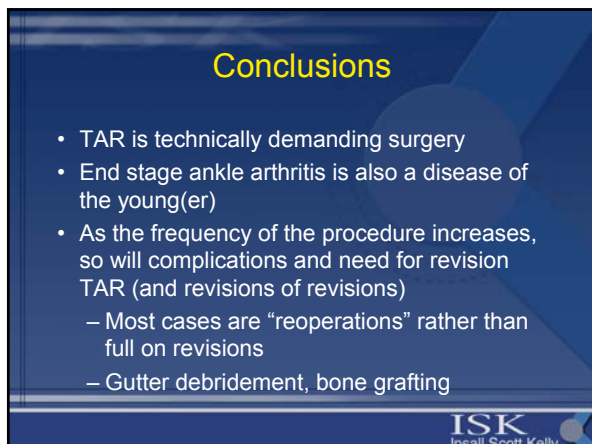 Conclusions
• TAR is technically demanding surgery
• End stage ankle arthritis is also a disease of
the young(er)
• As the frequency of the procedure increases,
so will complications and need for revision
TAR (and revisions of revisions)
– Most cases are “reoperations” rather than
full on revisions
– Gutter debridement, bone grafting
ISK
Insall Scott Kelly